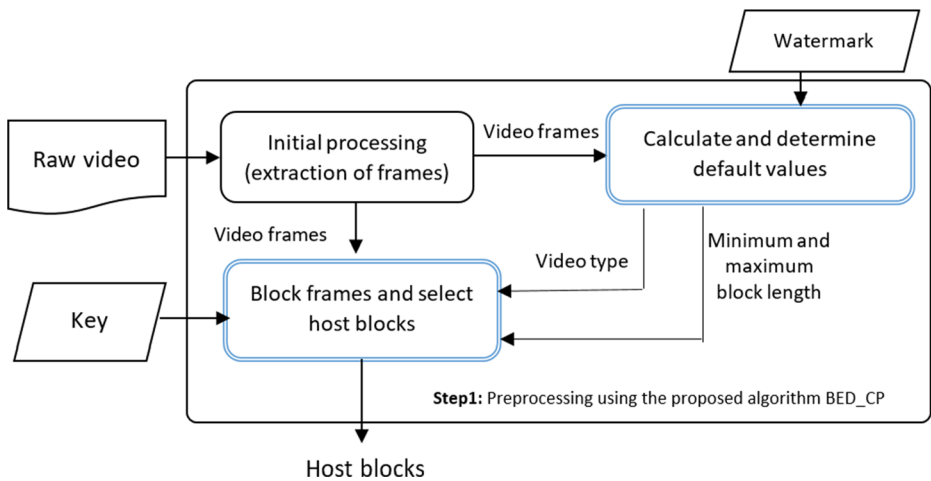 Watermark
Raw video
Initial processing
(extraction of frames)
Video frames
Calculate and determine
default values
Video frames
Video type
Minimum and
maximum
block length
Key
Block frames and select
host blocks
Step1: Preprocessing using the proposed algorithm BED_CP
Host blocks